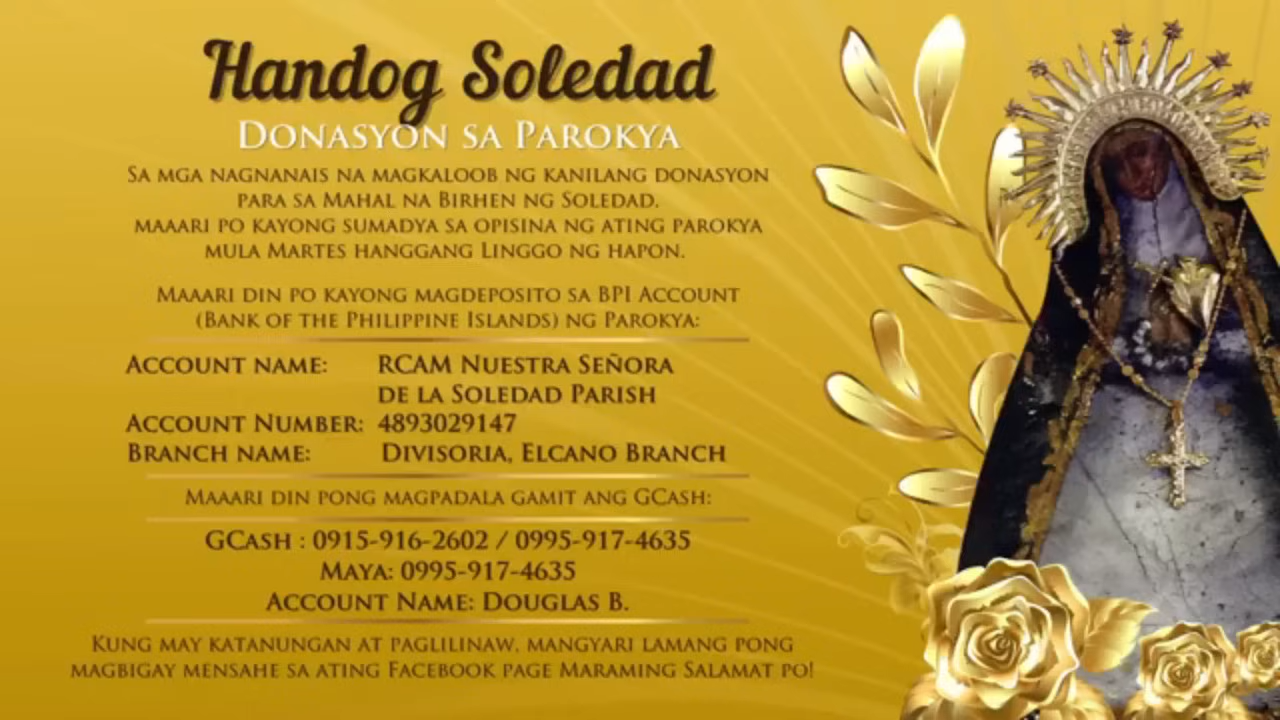 Handog Soledad
Donasyon sa Parokya
Sa mga nagnanais na magkaloob ng kanilang donasyon
para sa Mahal na Birhen ng Soledad.
maaari po kayong sumadya sa opisina ng ating parokya
mula Martes hanggang Linggo ng hapon.
Maaari din po kayong magdeposito sa BPI Account
(Bank of the Philippine Islands) ng Parokya:
Account name: RCAM Nuestra Señora
de la Soledad Parish
Account Number: 4893029147
Branch name: Divisoria, Elcano Branch
Maaari din pong magpadala gamit ang GCash:
GCash : 0915-916-2602 / 0995-917-4635
Maya: 0995-917-4635
Account Name: Douglas B.
Kung may katanungan at paglilinaw, mangyari lamang pong
magbigay mensahe sa ating Facebook page Maraming Salamat po!